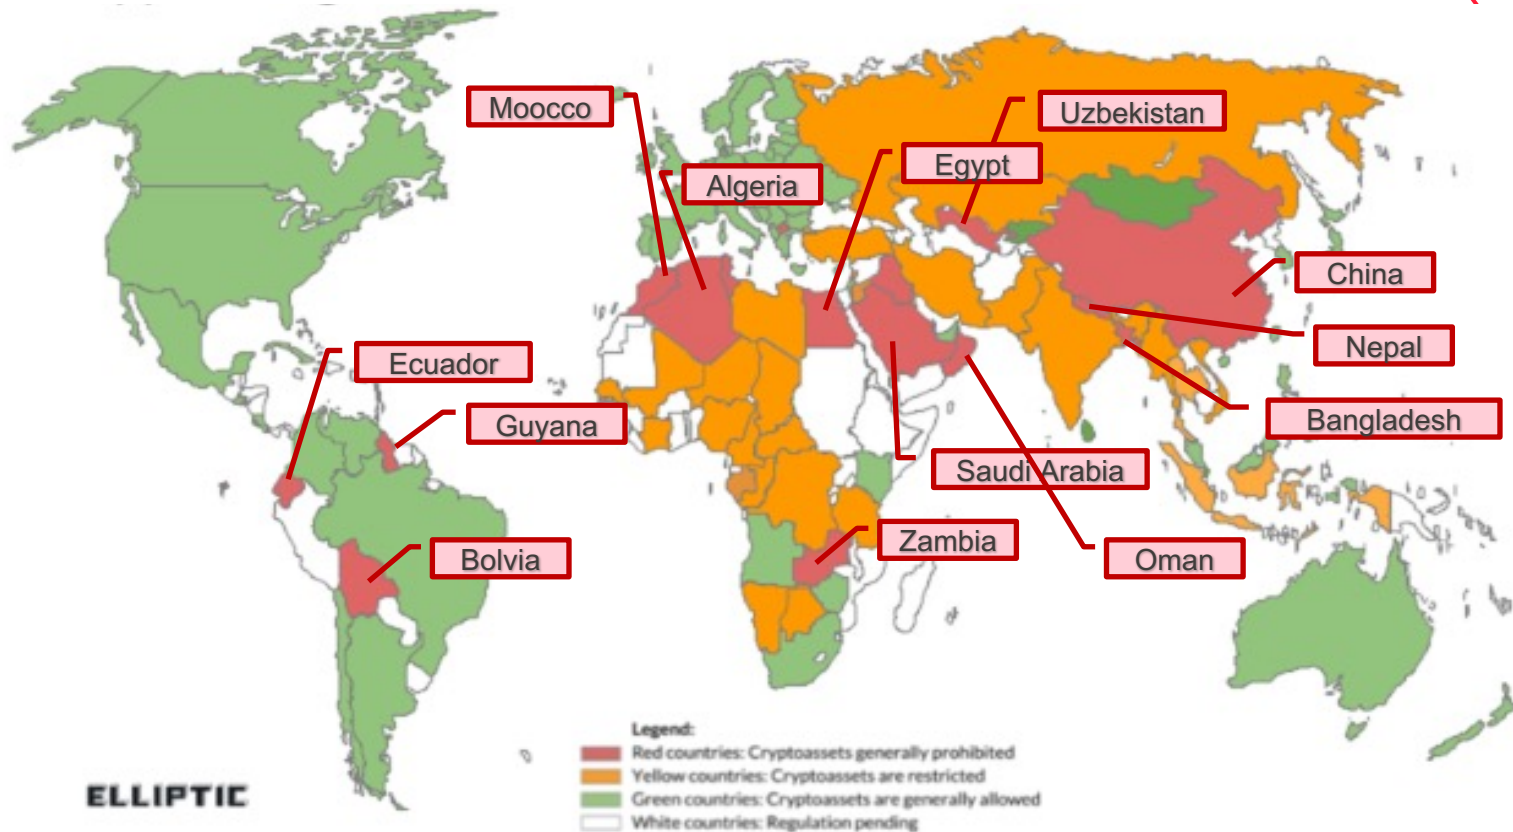 Moocco
Uzbekistan
Algeria
Egypt
China
Nepal
Ecuador
Guyana
Bangladesh
Saudi Arabia
Zambia
Oman
Bolvia
Legend:
Red countries: Cryptoassets generally prohibited
Yellow countries: Cryptoassets are restricted
Green countries: Cryptoassets are generally allowed
White countries: Regulation pending
ELLIPTIC